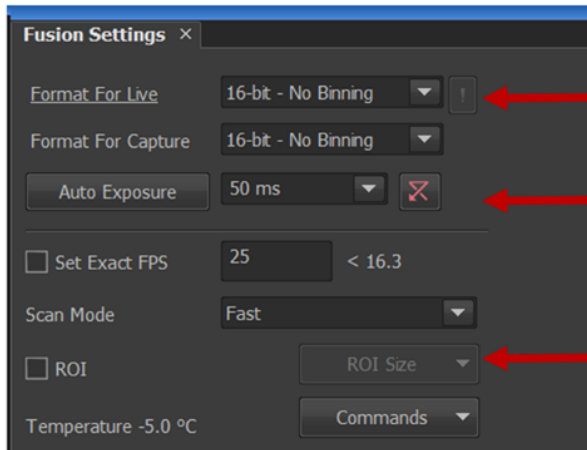 Fusion Settings ×
Format For Live 16-bit - No Binning !
Format For Capture 16-bit - No Binning
Auto Exposure 50 ms
Set Exact FPS 25 < 16.3
Scan Mode Fast
ROI ROI Size
Temperature -5.0 °C Commands